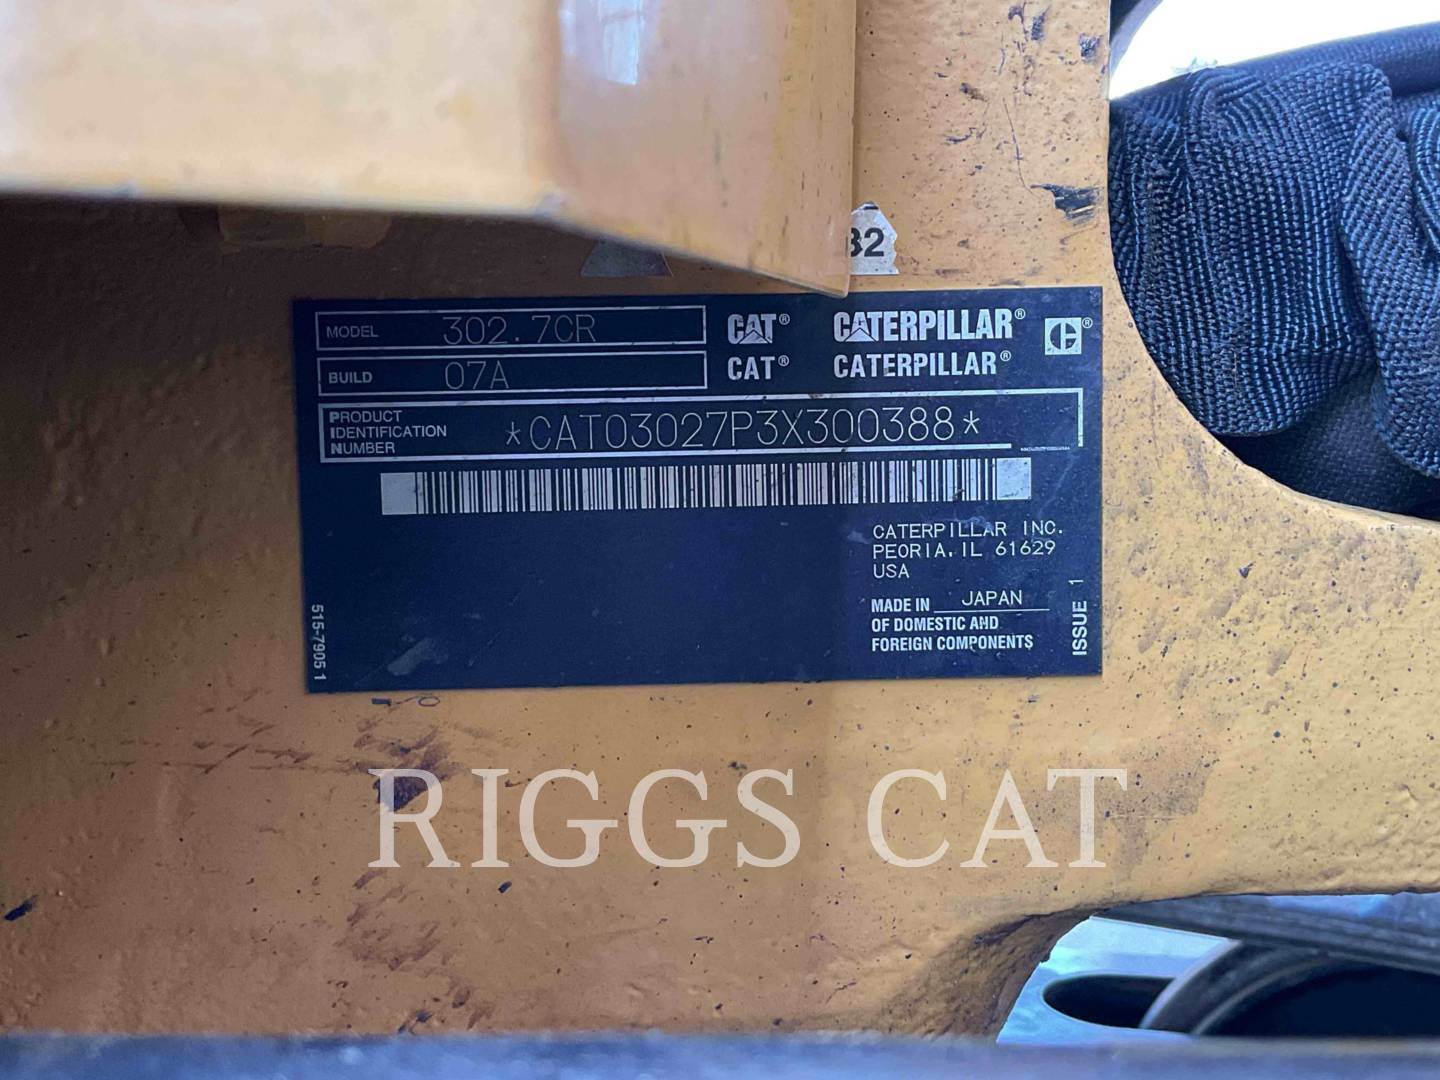 32
MODEL 302.7CR
BUILD 07A
CAT® CATERPILLAR® C®
CAT® CATERPILLAR®
PRODUCT
IDENTIFICATION
NUMBER
*CAT03027P3X300388*
CATERPILLAR INC.
PEORIA, IL 61629
USA
MADE IN JAPAN
OF DOMESTIC AND
FOREIGN COMPONENTS
515-7905 1
ISSUE 1
RIGGS CAT